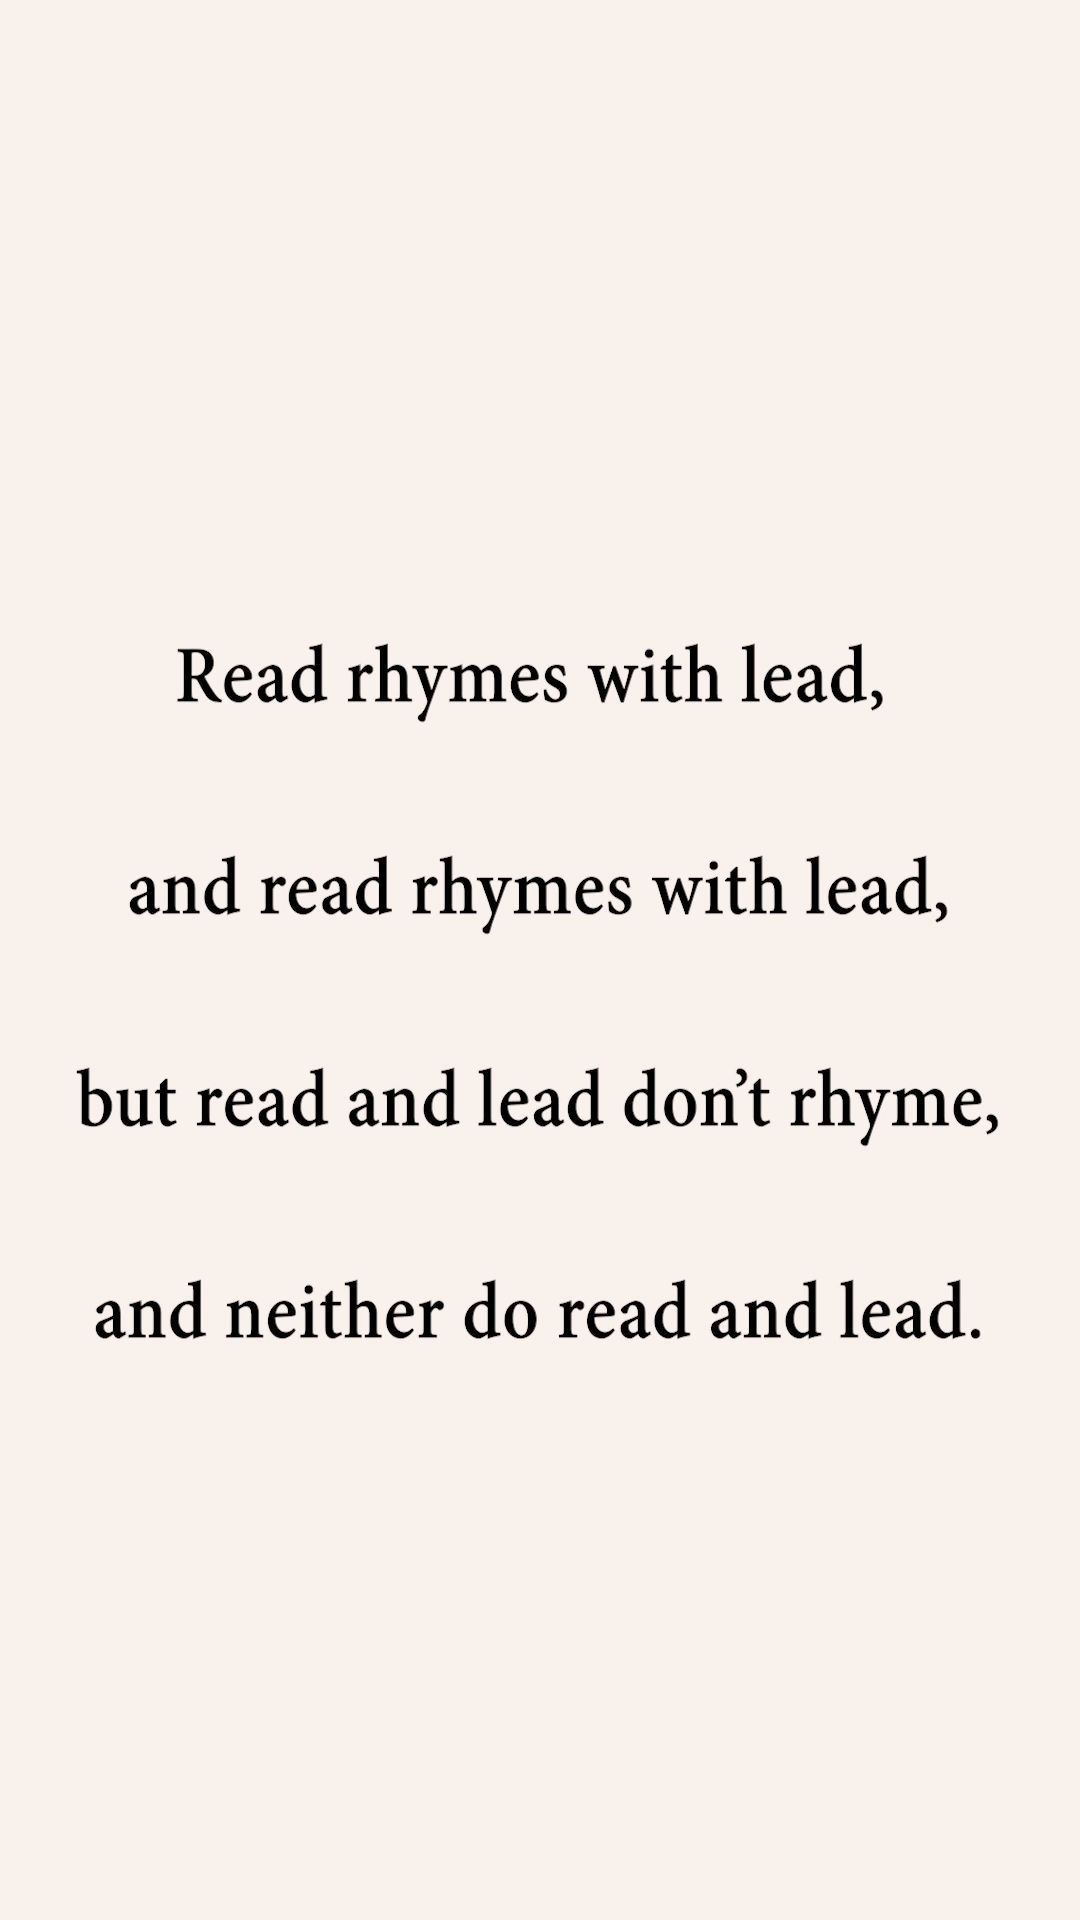 Read rhymes with lead,
and read rhymes with lead,
but read and lead don’t rhyme,
and neither do read and lead.